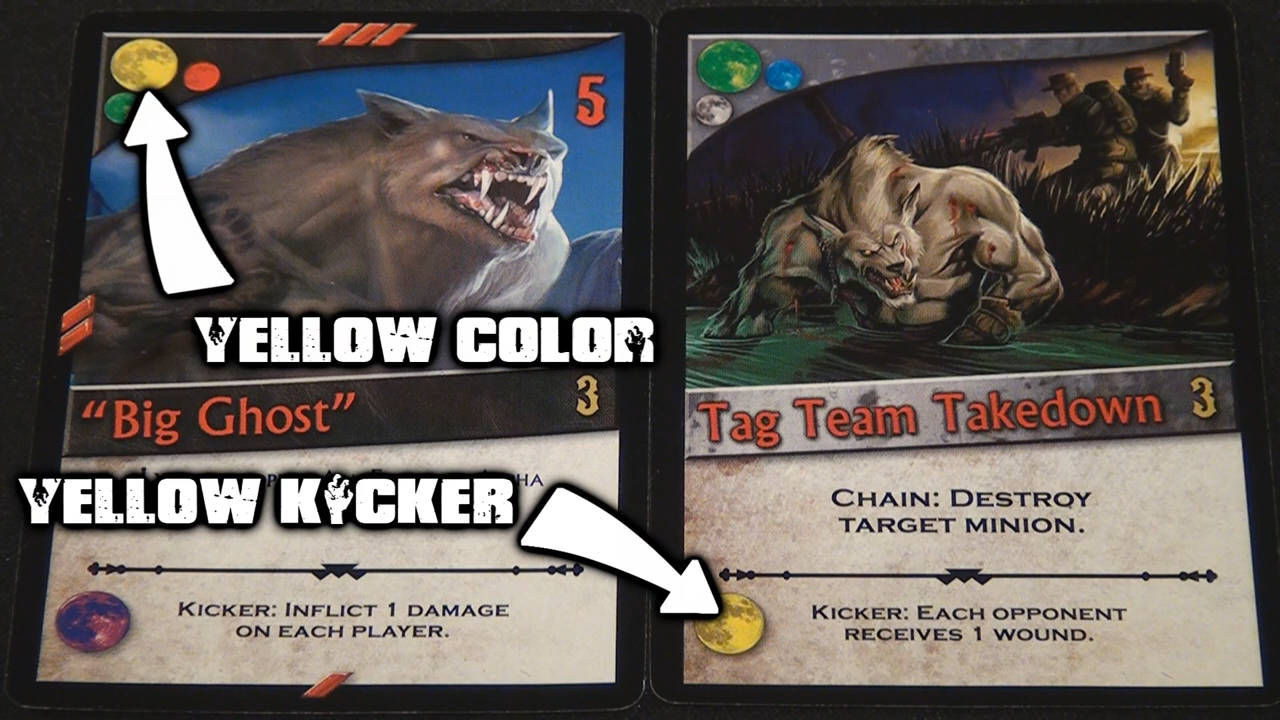 5
YELLOW COLOR
"Big Ghost" 3
Tag Team Takedown 3
YELLOW KICKER
CHAIN: DESTROY
TARGET MINION.
KICKER: INFLICT 1 DAMAGE
ON EACH PLAYER.
KICKER: EACH OPPONENT
RECEIVES 1 WOUND.